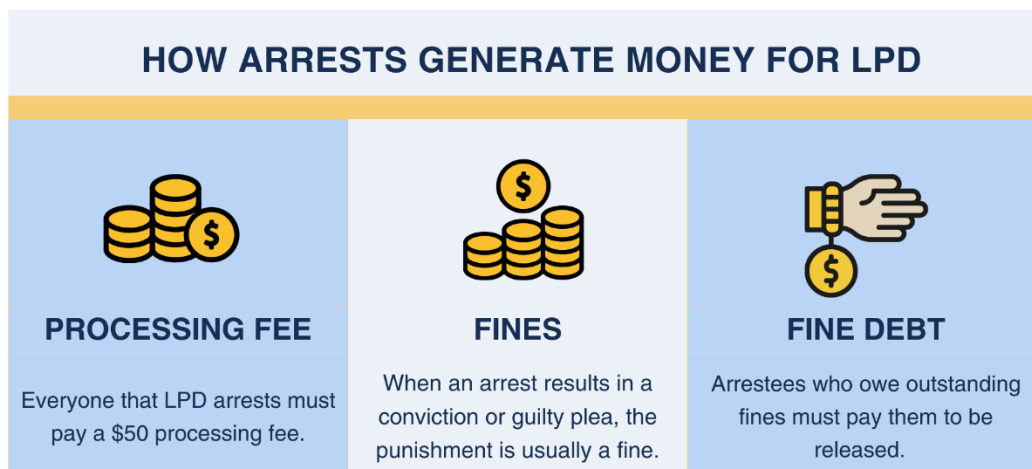 HOW ARRESTS GENERATE MONEY FOR LPD
$
PROCESSING FEE
Everyone that LPD arrests must
pay a $50 processing fee.
$
FINES
When an arrest results in a
conviction or guilty plea, the
punishment is usually a fine.
$
FINE DEBT
Arrestees who owe outstanding
fines must pay them to be
released.